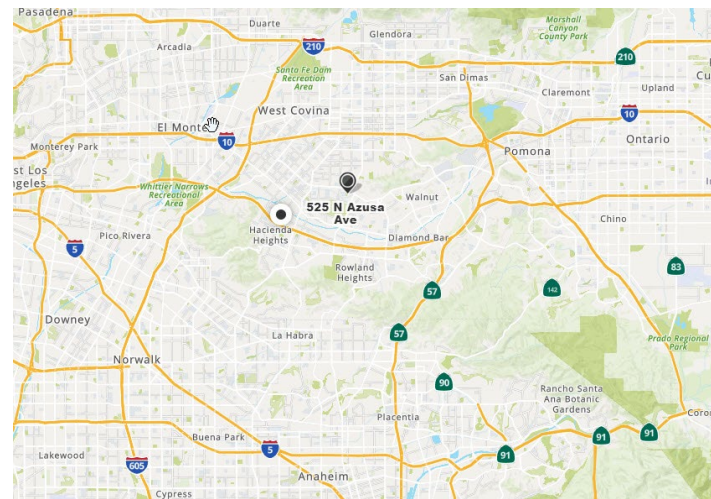 Pasadena
Duarte
Glendora
Marshall
Canyon
County Park
Arcadia
210
210
Santa Fe Dam
Recreation
Area
San Dimas
Claremont
Upland
West Covina
10
El Monte
10
Ontario
Monterey Park
Pomona
Los
geles
Whittier Narrows
Recreational
Area
525 N Azusa
Ave
Walnut
Chino
Hacienda
Heights
Pico Rivera
Diamond Bar
5
Rowland
Heights
83
57
142
Downey
57
La Habra
Prado Regional
Park
Norwalk
90
Rancho Santa
Ana Botanic
Gardens
Placentia
Coron
Buena Park
91
91
5
91
Lakewood
605
Anaheim
Cypress